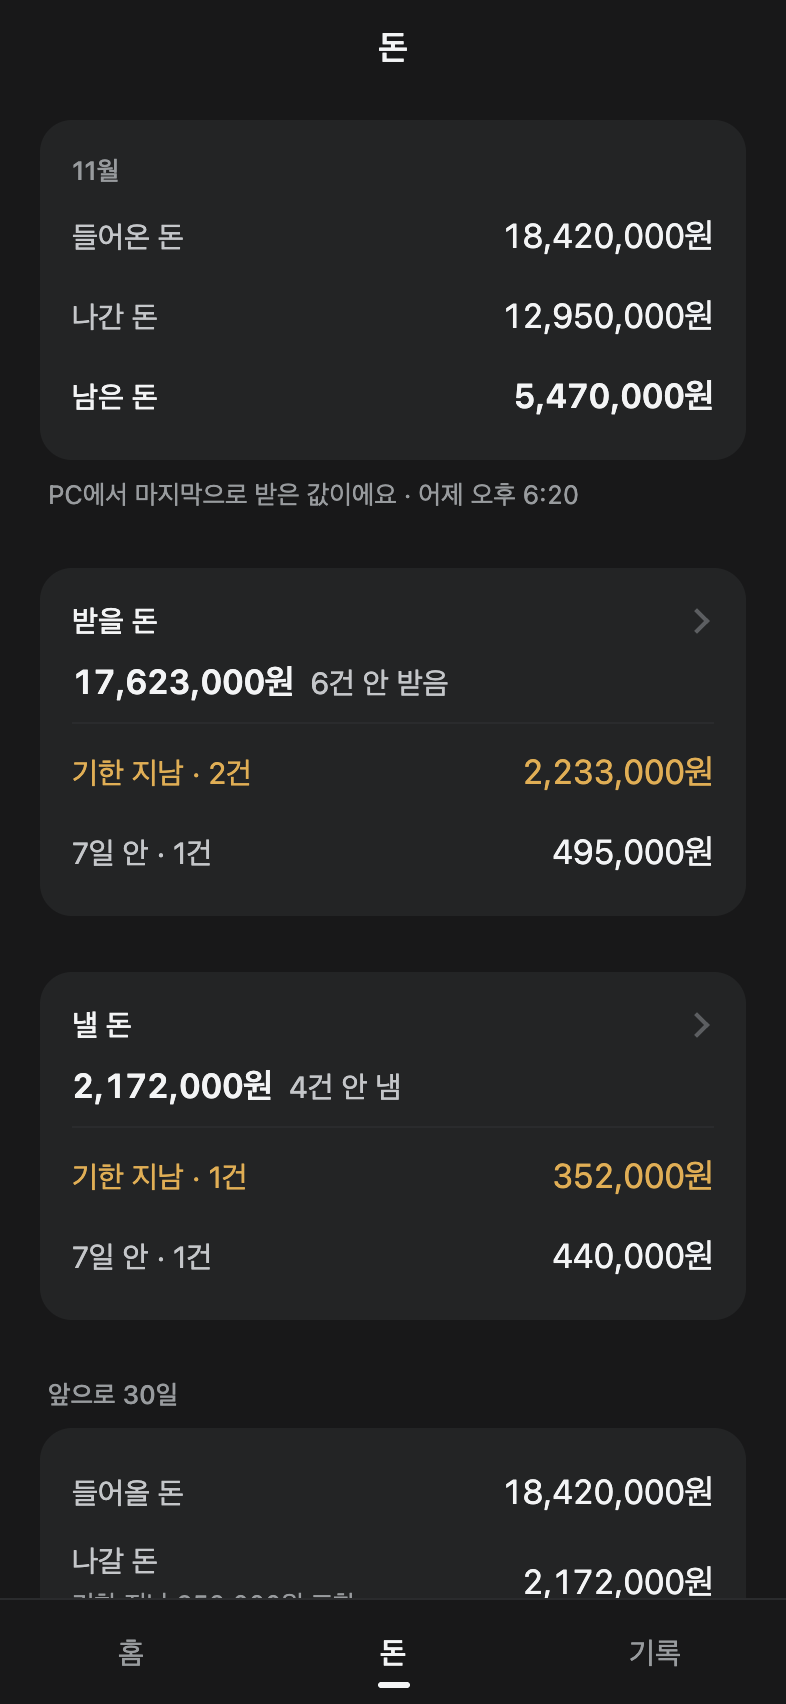 돈
11월
들어온 돈 18,420,000원
나간 돈 12,950,000원
남은 돈 5,470,000원
PC에서 마지막으로 받은 값이에요 · 어제 오후 6:20
받을 돈
17,623,000원 6건 안 받음
기한 지남 · 2건 2,233,000원
7일 안 · 1건 495,000원
낼 돈
2,172,000원 4건 안 냄
기한 지남 · 1건 352,000원
7일 안 · 1건 440,000원
앞으로 30일
들어올 돈 18,420,000원
나갈 돈 2,172,000원
홈 돈 기록